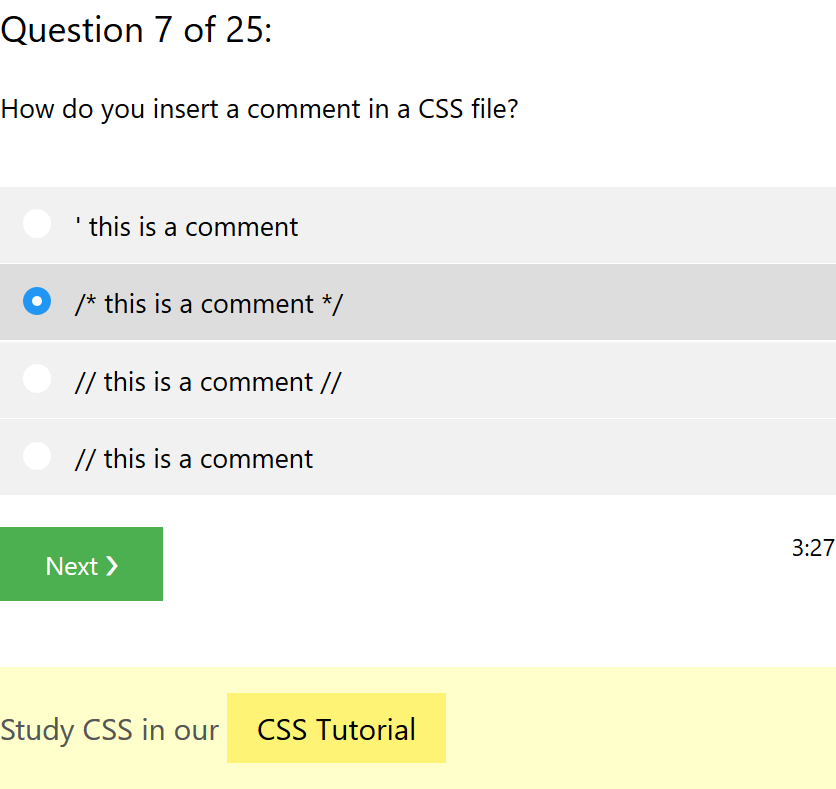 Question 7 of 25:
How do you insert a comment in a CSS file?
' this is a comment
/* this is a comment */
// this is a comment //
// this is a comment
Next ❯
3:27
Study CSS in our CSS Tutorial